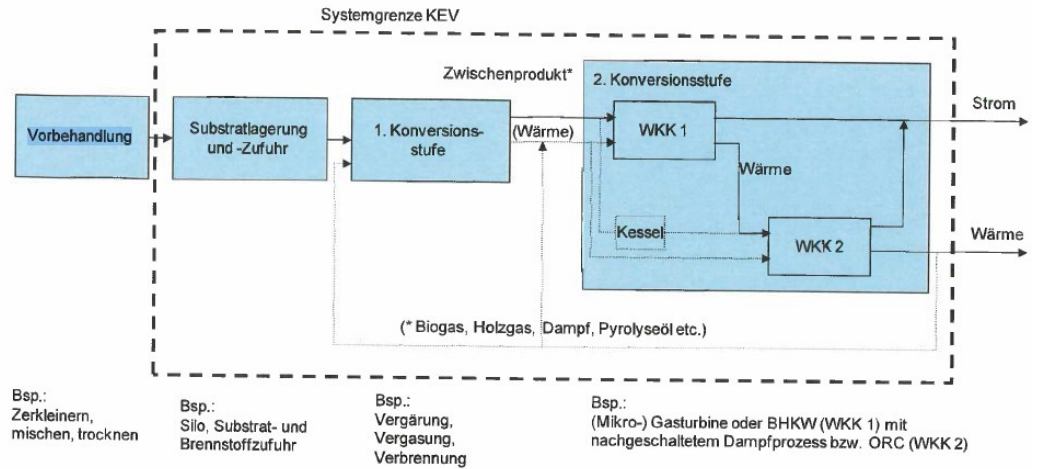 Systemgrenze KEV
Zwischenprodukt*
2. Konversionsstufe
Strom
Vorbehandlung
Substratlagerung
und -Zufuhr
1. Konversions-
stufe
(Wärme)
WKK 1
Wärme
Kessel
WKK 2
Wärme
(* Biogas, Holzgas, Dampf, Pyrolyseöl etc.)
Bsp.:
Zerkleinern,
mischen, trocknen
Bsp.:
Silo, Substrat- und
Brennstoffzufuhr
Bsp.:
Vergärung,
Vergasung,
Verbrennung
Bsp.:
(Mikro-) Gasturbine oder BHKW (WKK 1) mit
nachgeschaltetem Dampfprozess bzw. ORC (WKK 2)